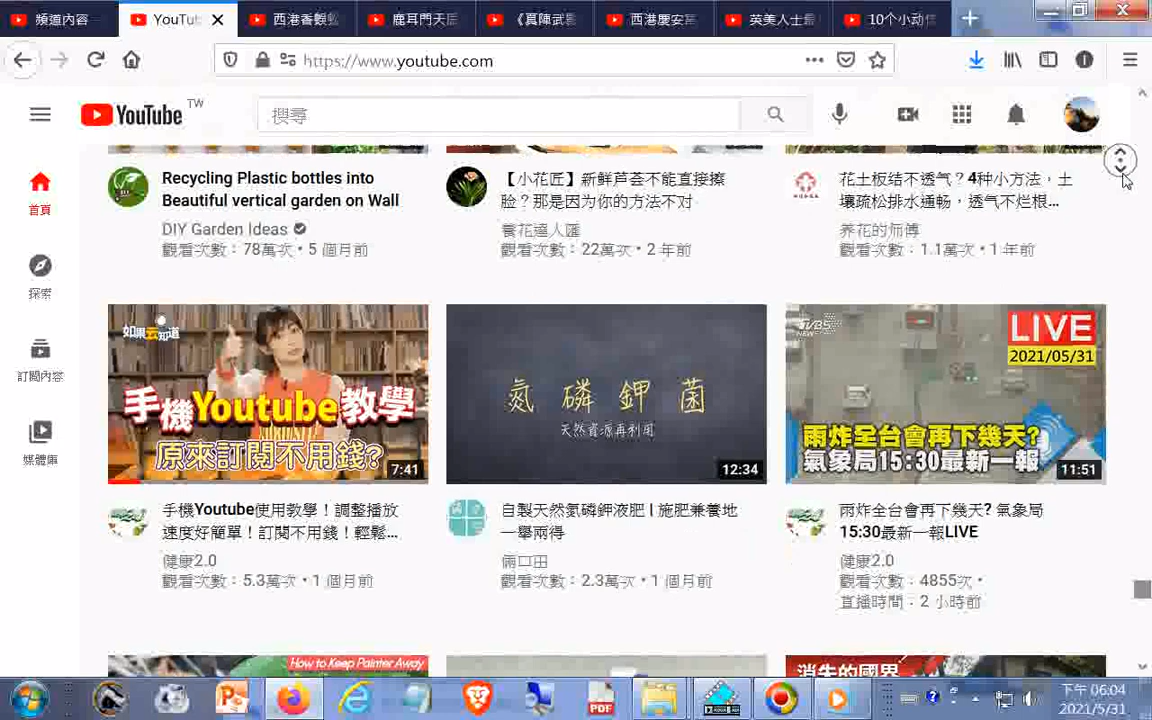 頻道內容
YouTub
西港香觀
鹿耳門天后
《真陳武
西港慶安宮
英美人士最
10个小动作
https://www.youtube.com
YouTube TW
搜尋
首頁
探索
訂閱內容
媒體庫
Recycling Plastic bottles into
Beautiful vertical garden on Wall
DIY Garden Ideas
觀看次數：78萬次・5 個月前
【小花匠】新鮮芦荟不能直接擦
脸？那是因为你的方法不对
養花達人匯
觀看次數：22萬次・2 年前
花土板结不透气？4种小方法，土
壤疏松排水通畅，透气不烂根...
养花的师傅
觀看次數：1.1萬次・1 年前
如果云知道
手機Youtube教學
原來訂閱不用錢?
7:41
手機Youtube使用教學！調整播放
速度好簡單！訂閱不用錢！輕鬆...
健康2.0
觀看次數：5.3萬次・1 個月前
氮 磷 鉀 菌
天然資源再利用
12:34
自製天然氮磷鉀液肥 l 施肥兼養地
一舉兩得
倆口田
觀看次數：2.3萬次・1 個月前
TVBS
NEWS
LIVE
2021/05/31
雨炸全台會再下幾天?
氣象局15:30最新一報
11:51
雨炸全台會再下幾天? 氣象局
15:30最新一報LIVE
健康2.0
觀看次數：4855次・
直播時間：2 小時前
How to Keep Painter Away
消失的國界
PDF
下午 06:04
2021/5/31